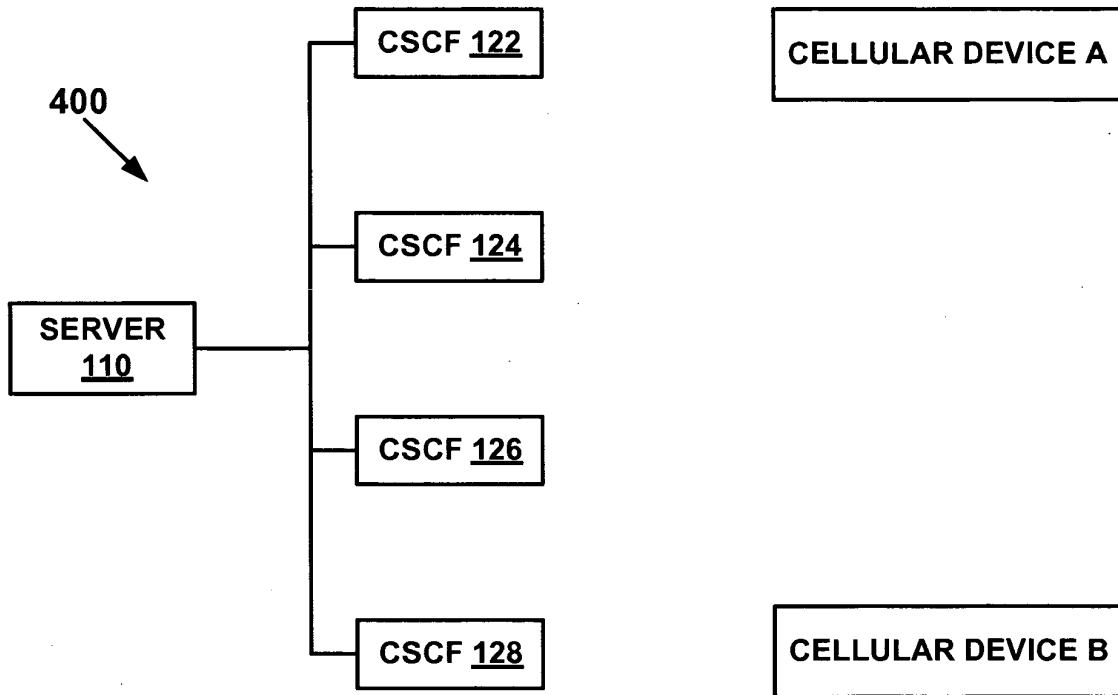 CSCF 122
CELLULAR DEVICE A
400
CSCF 124
SERVER
110
CSCF 126
CSCF 128
CELLULAR DEVICE B